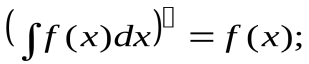 (∫f(x)dx)▯ = f(x);